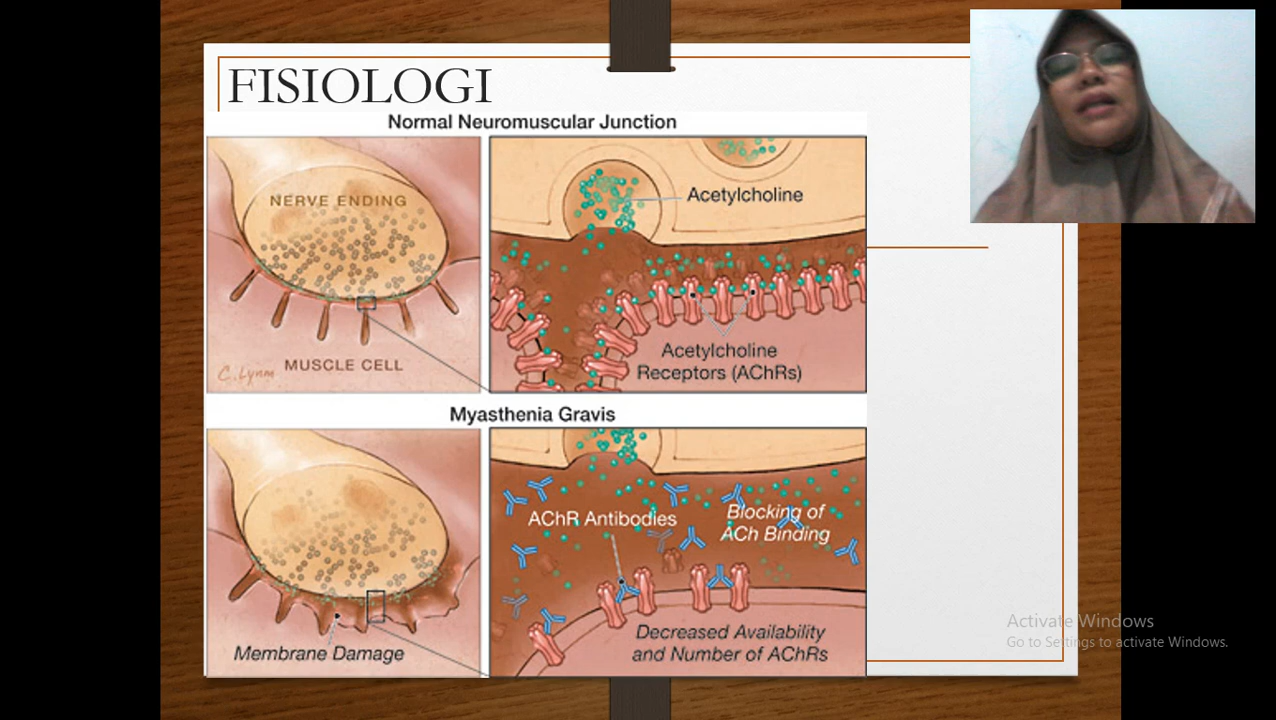 FISIOLOGI
Normal Neuromuscular Junction
NERVE ENDING
MUSCLE CELL
C.Lynm
Acetylcholine
Acetylcholine
Receptors (AChRs)
Myasthenia Gravis
Membrane Damage
AChR Antibodies
Blocking of
ACh Binding
Decreased Availability
and Number of AChRs
Activate Windows
Go to Settings to activate Windows.